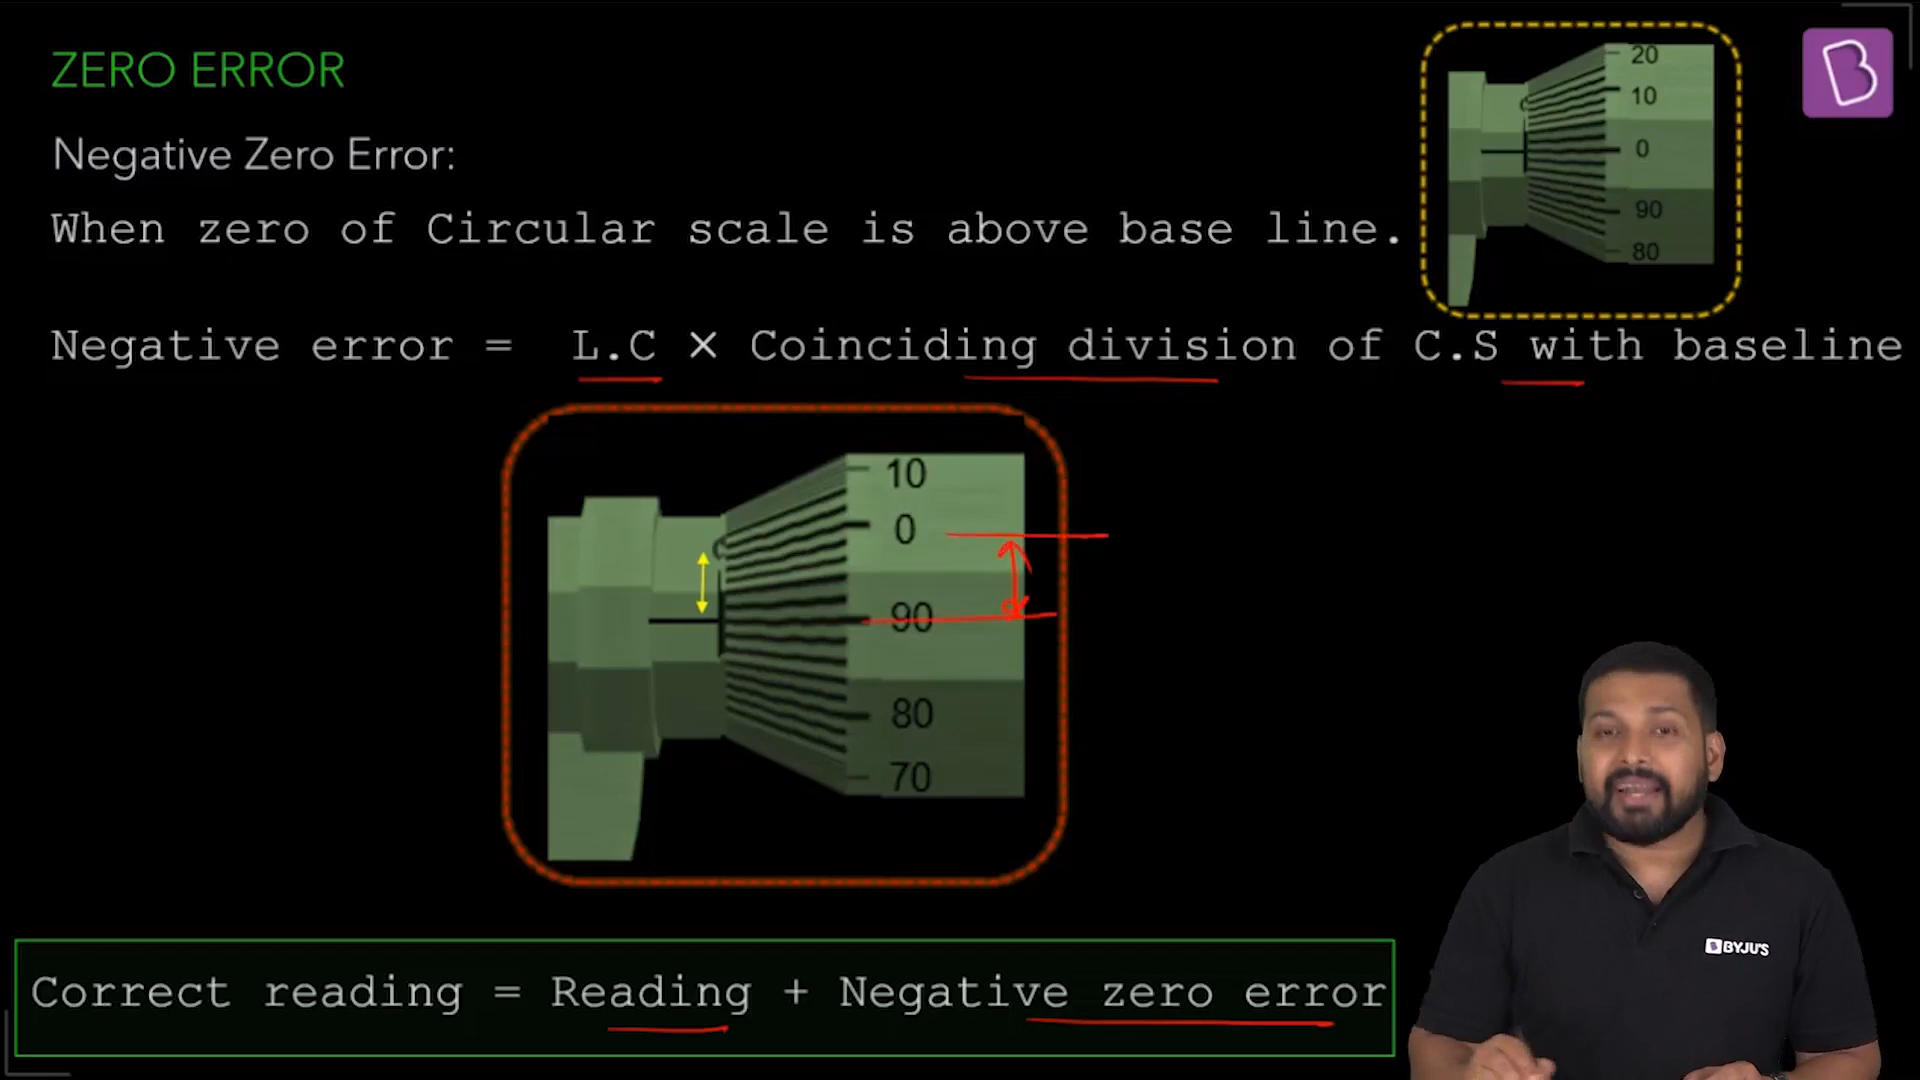 ZERO ERROR
Negative Zero Error:
When zero of Circular scale is above base line.
20
10
0
90
80
B
Negative error = L.C × Coinciding division of C.S with baseline
10
0
90
80
70
BYJU'S
Correct reading = Reading + Negative zero error